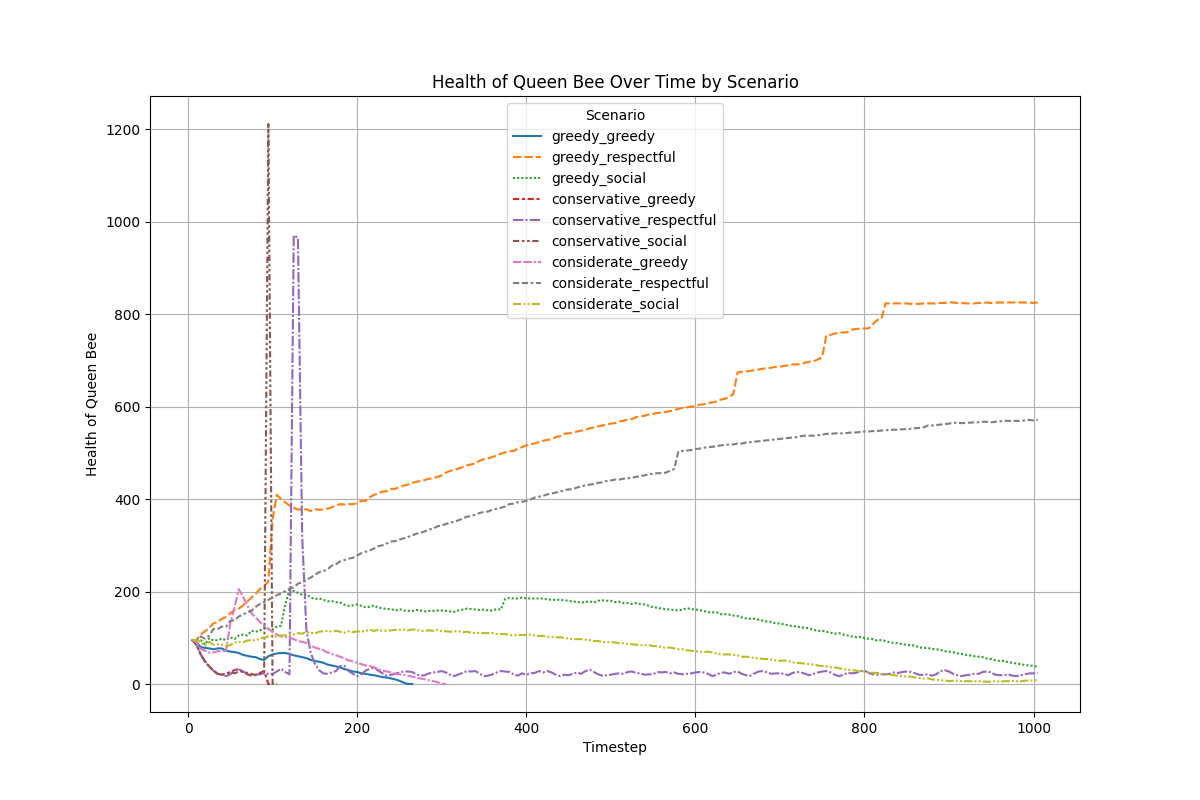 Health of Queen Bee Over Time by Scenario
Health of Queen Bee
1200
1000
800
600
400
200
0
Scenario
greedy_greedy
greedy_respectful
greedy_social
conservative_greedy
conservative_respectful
conservative_social
considerate_greedy
considerate_respectful
considerate_social
0 200 400 600 800 1000
Timestep